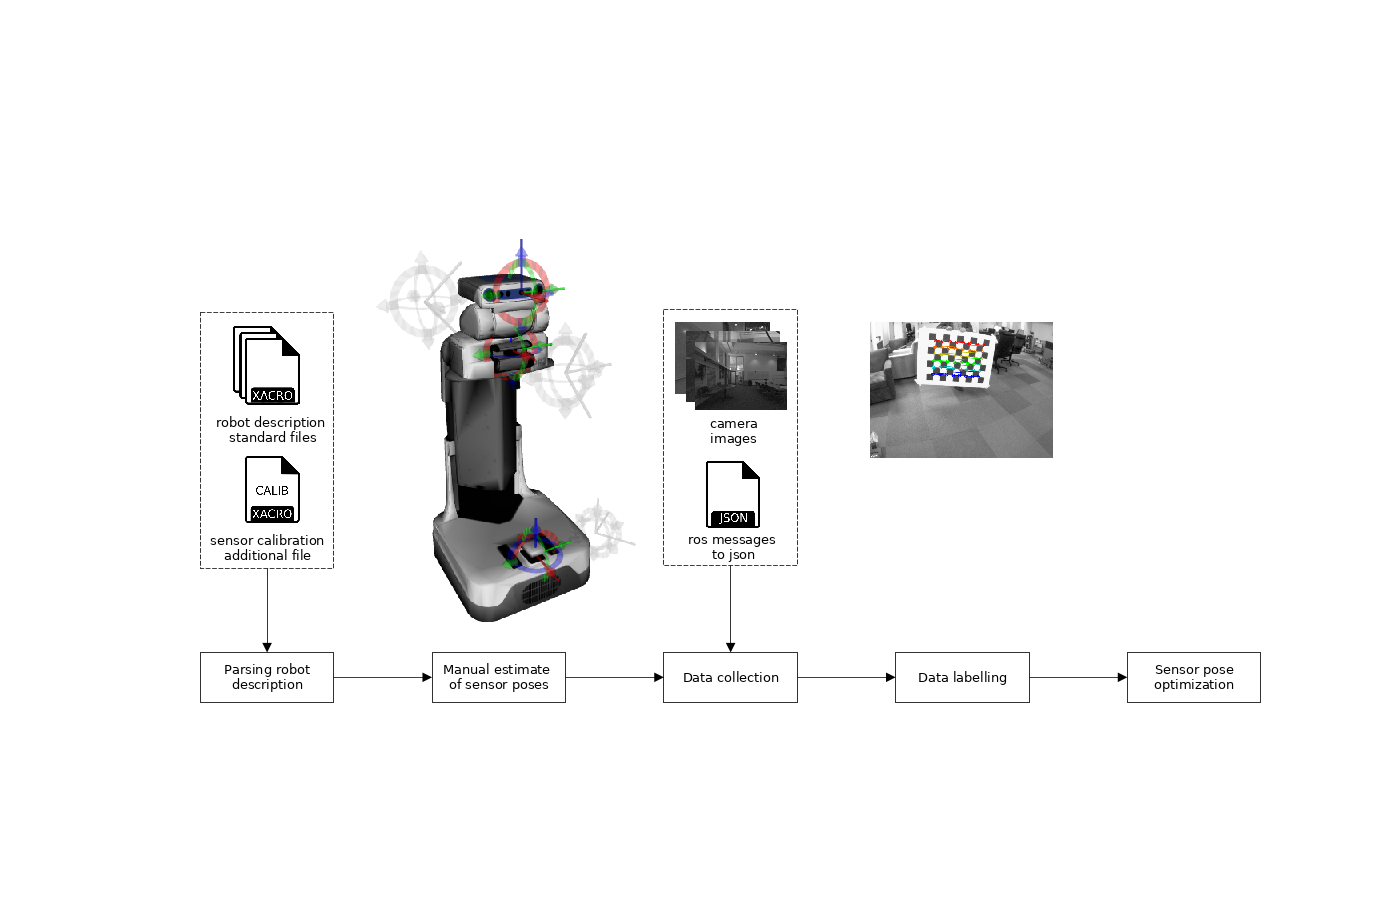 XACRO
robot description
standard files
CALIB
XACRO
sensor calibration
additional file
camera
images
JSON
ros messages
to json
Parsing robot
description
Manual estimate
of sensor poses
Data collection
Data labelling
Sensor pose
optimization